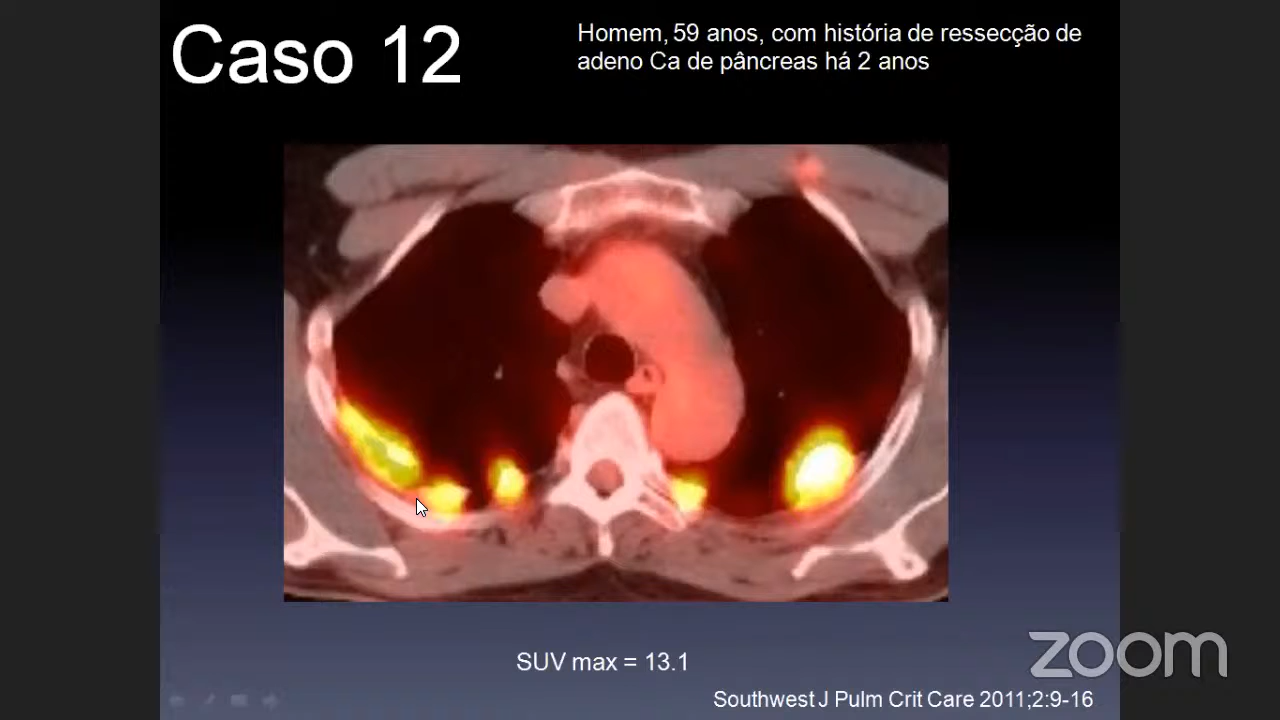 Caso 12
Homem, 59 anos, com história de ressecção de
adeno Ca de pâncreas há 2 anos
SUV max = 13.1
zoom
Southwest J Pulm Crit Care 2011;2:9-16